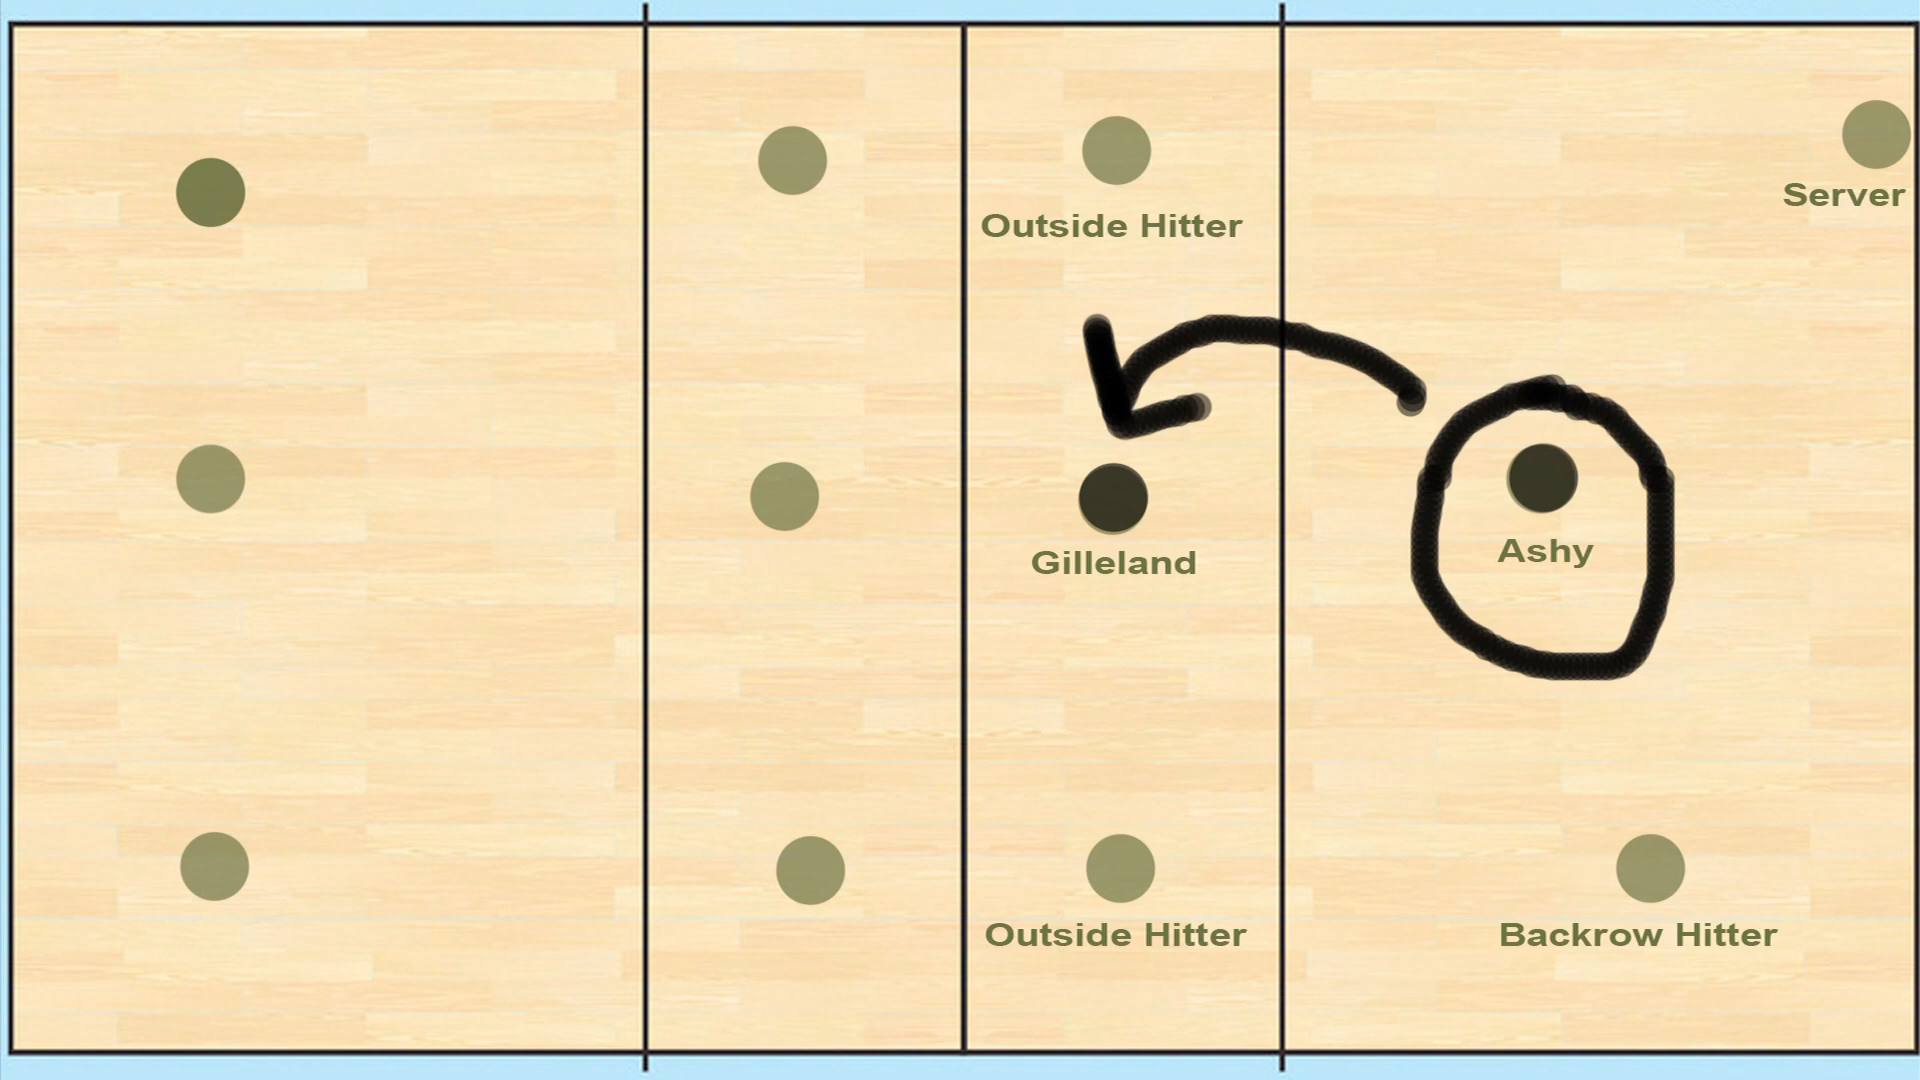 Server
Outside Hitter
Gilleland
Ashy
Outside Hitter
Backrow Hitter